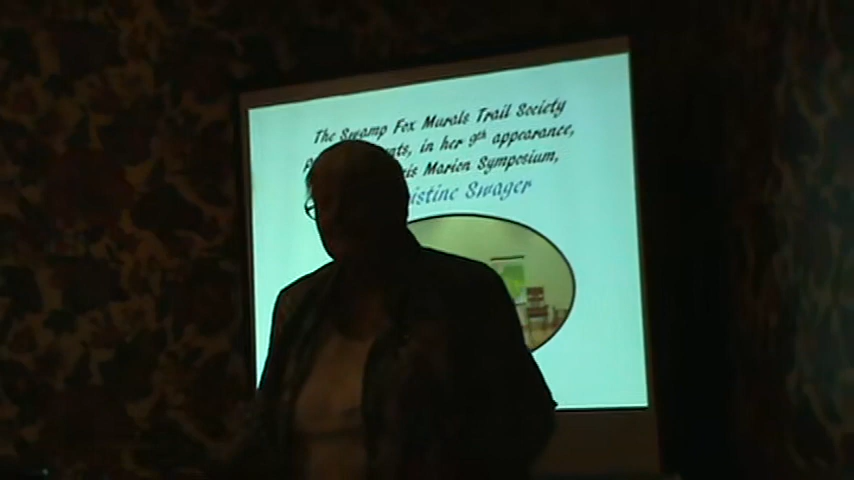 The Swamp Fox Murals Trail Society
in her 9th appearance,
Marion Symposium,
Swager